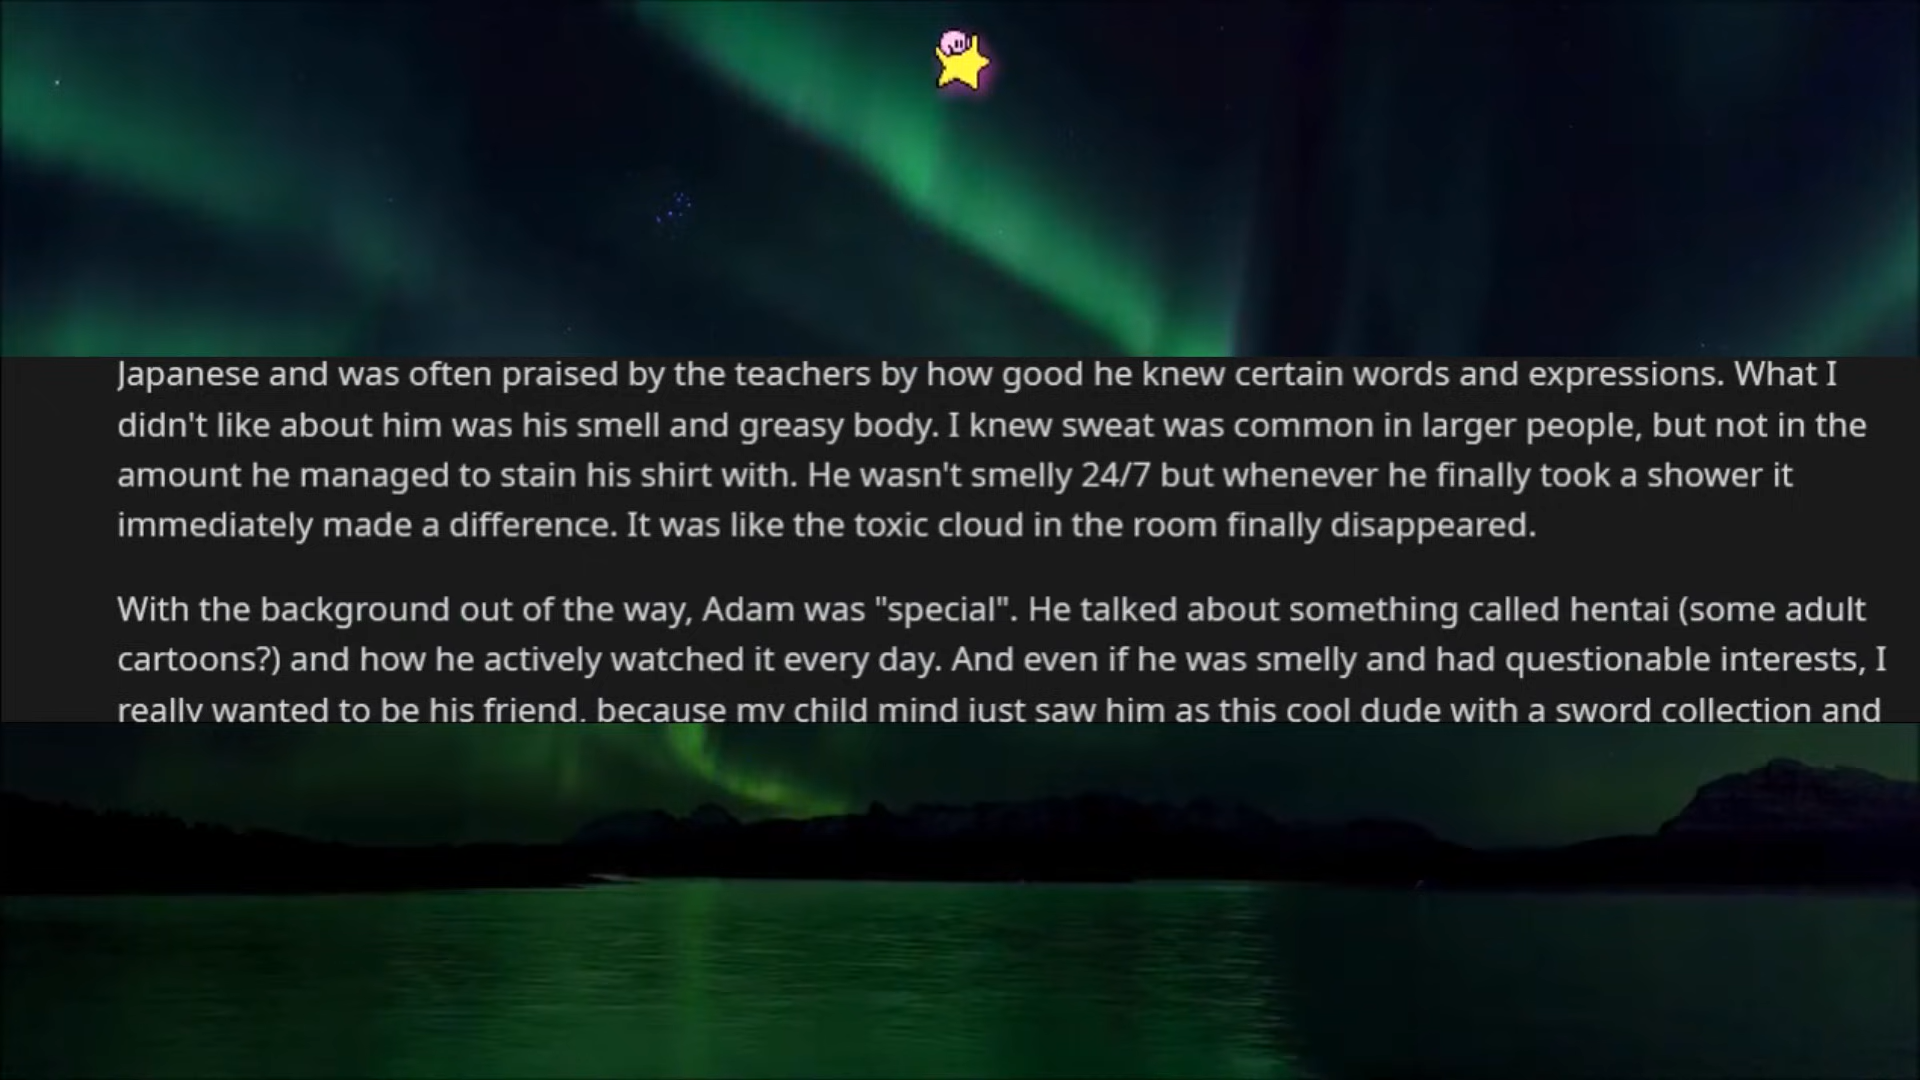 Japanese and was often praised by the teachers by how good he knew certain words and expressions. What I
didn't like about him was his smell and greasy body. I knew sweat was common in larger people, but not in the
amount he managed to stain his shirt with. He wasn't smelly 24/7 but whenever he finally took a shower it
immediately made a difference. It was like the toxic cloud in the room finally disappeared.
With the background out of the way, Adam was "special". He talked about something called hentai (some adult
cartoons?) and how he actively watched it every day. And even if he was smelly and had questionable interests, I
really wanted to be his friend, because my child mind just saw him as this cool dude with a sword collection and